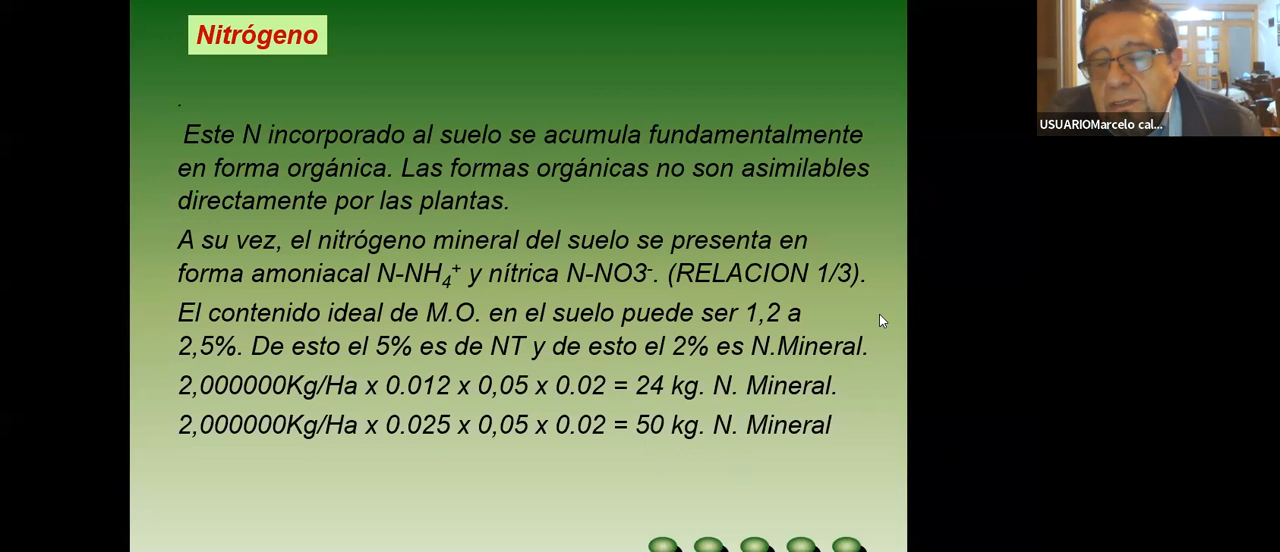 Nitrógeno
.
Este N incorporado al suelo se acumula fundamentalmente
en forma orgánica. Las formas orgánicas no son asimilables
directamente por las plantas.
A su vez, el nitrógeno mineral del suelo se presenta en
forma amoniacal N-NH₄⁺ y nítrica N-NO3⁻. (RELACION 1/3).
El contenido ideal de M.O. en el suelo puede ser 1,2 a
2,5%. De esto el 5% es de NT y de esto el 2% es N.Mineral.
2,000000Kg/Ha x 0.012 x 0,05 x 0.02 = 24 kg. N. Mineral.
2,000000Kg/Ha x 0.025 x 0,05 x 0.02 = 50 kg. N. Mineral
USUARIOMarcelo cal...